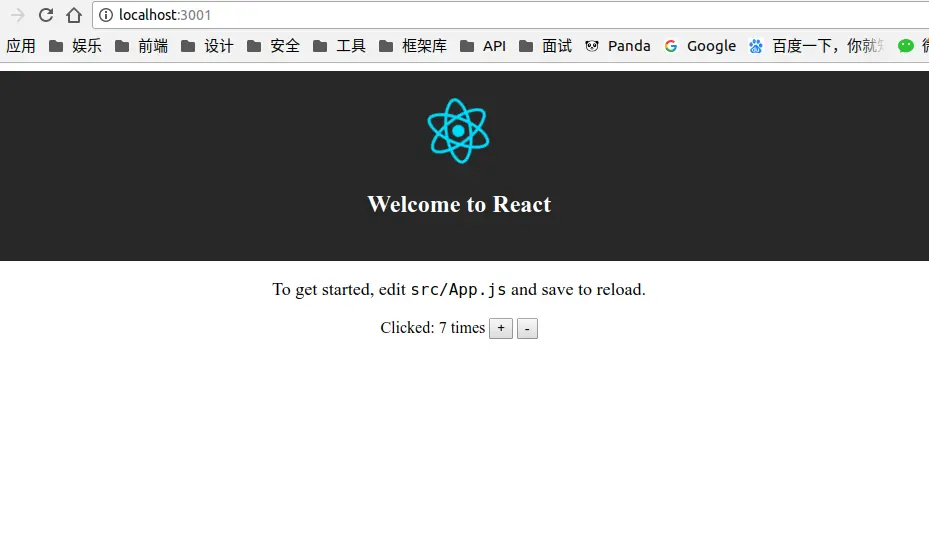 localhost:3001
应用 娱乐 前端 设计 安全 工具 框架库 API 面试 Panda Google 百度一下，你就
Welcome to React
To get started, edit src/App.js and save to reload.
Clicked: 7 times + -